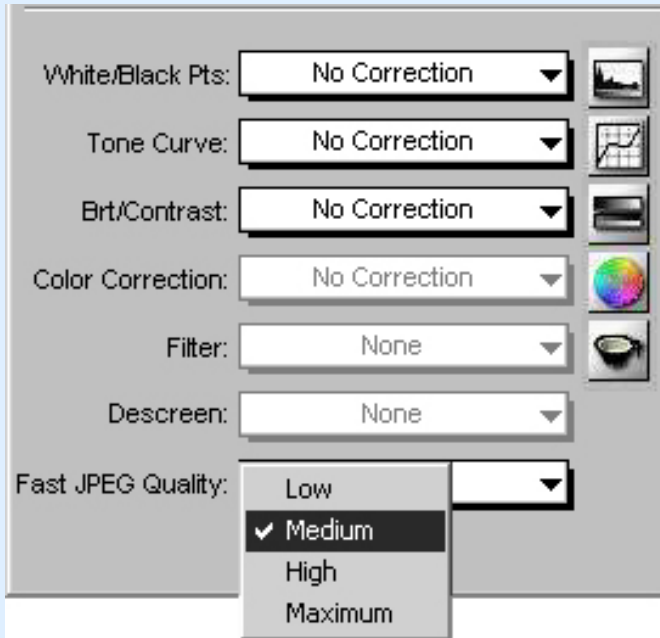 White/Black Pts: No Correction
Tone Curve: No Correction
Brt/Contrast: No Correction
Color Correction: No Correction
Filter: None
Descreen: None
Fast JPEG Quality:
Low
Medium
High
Maximum